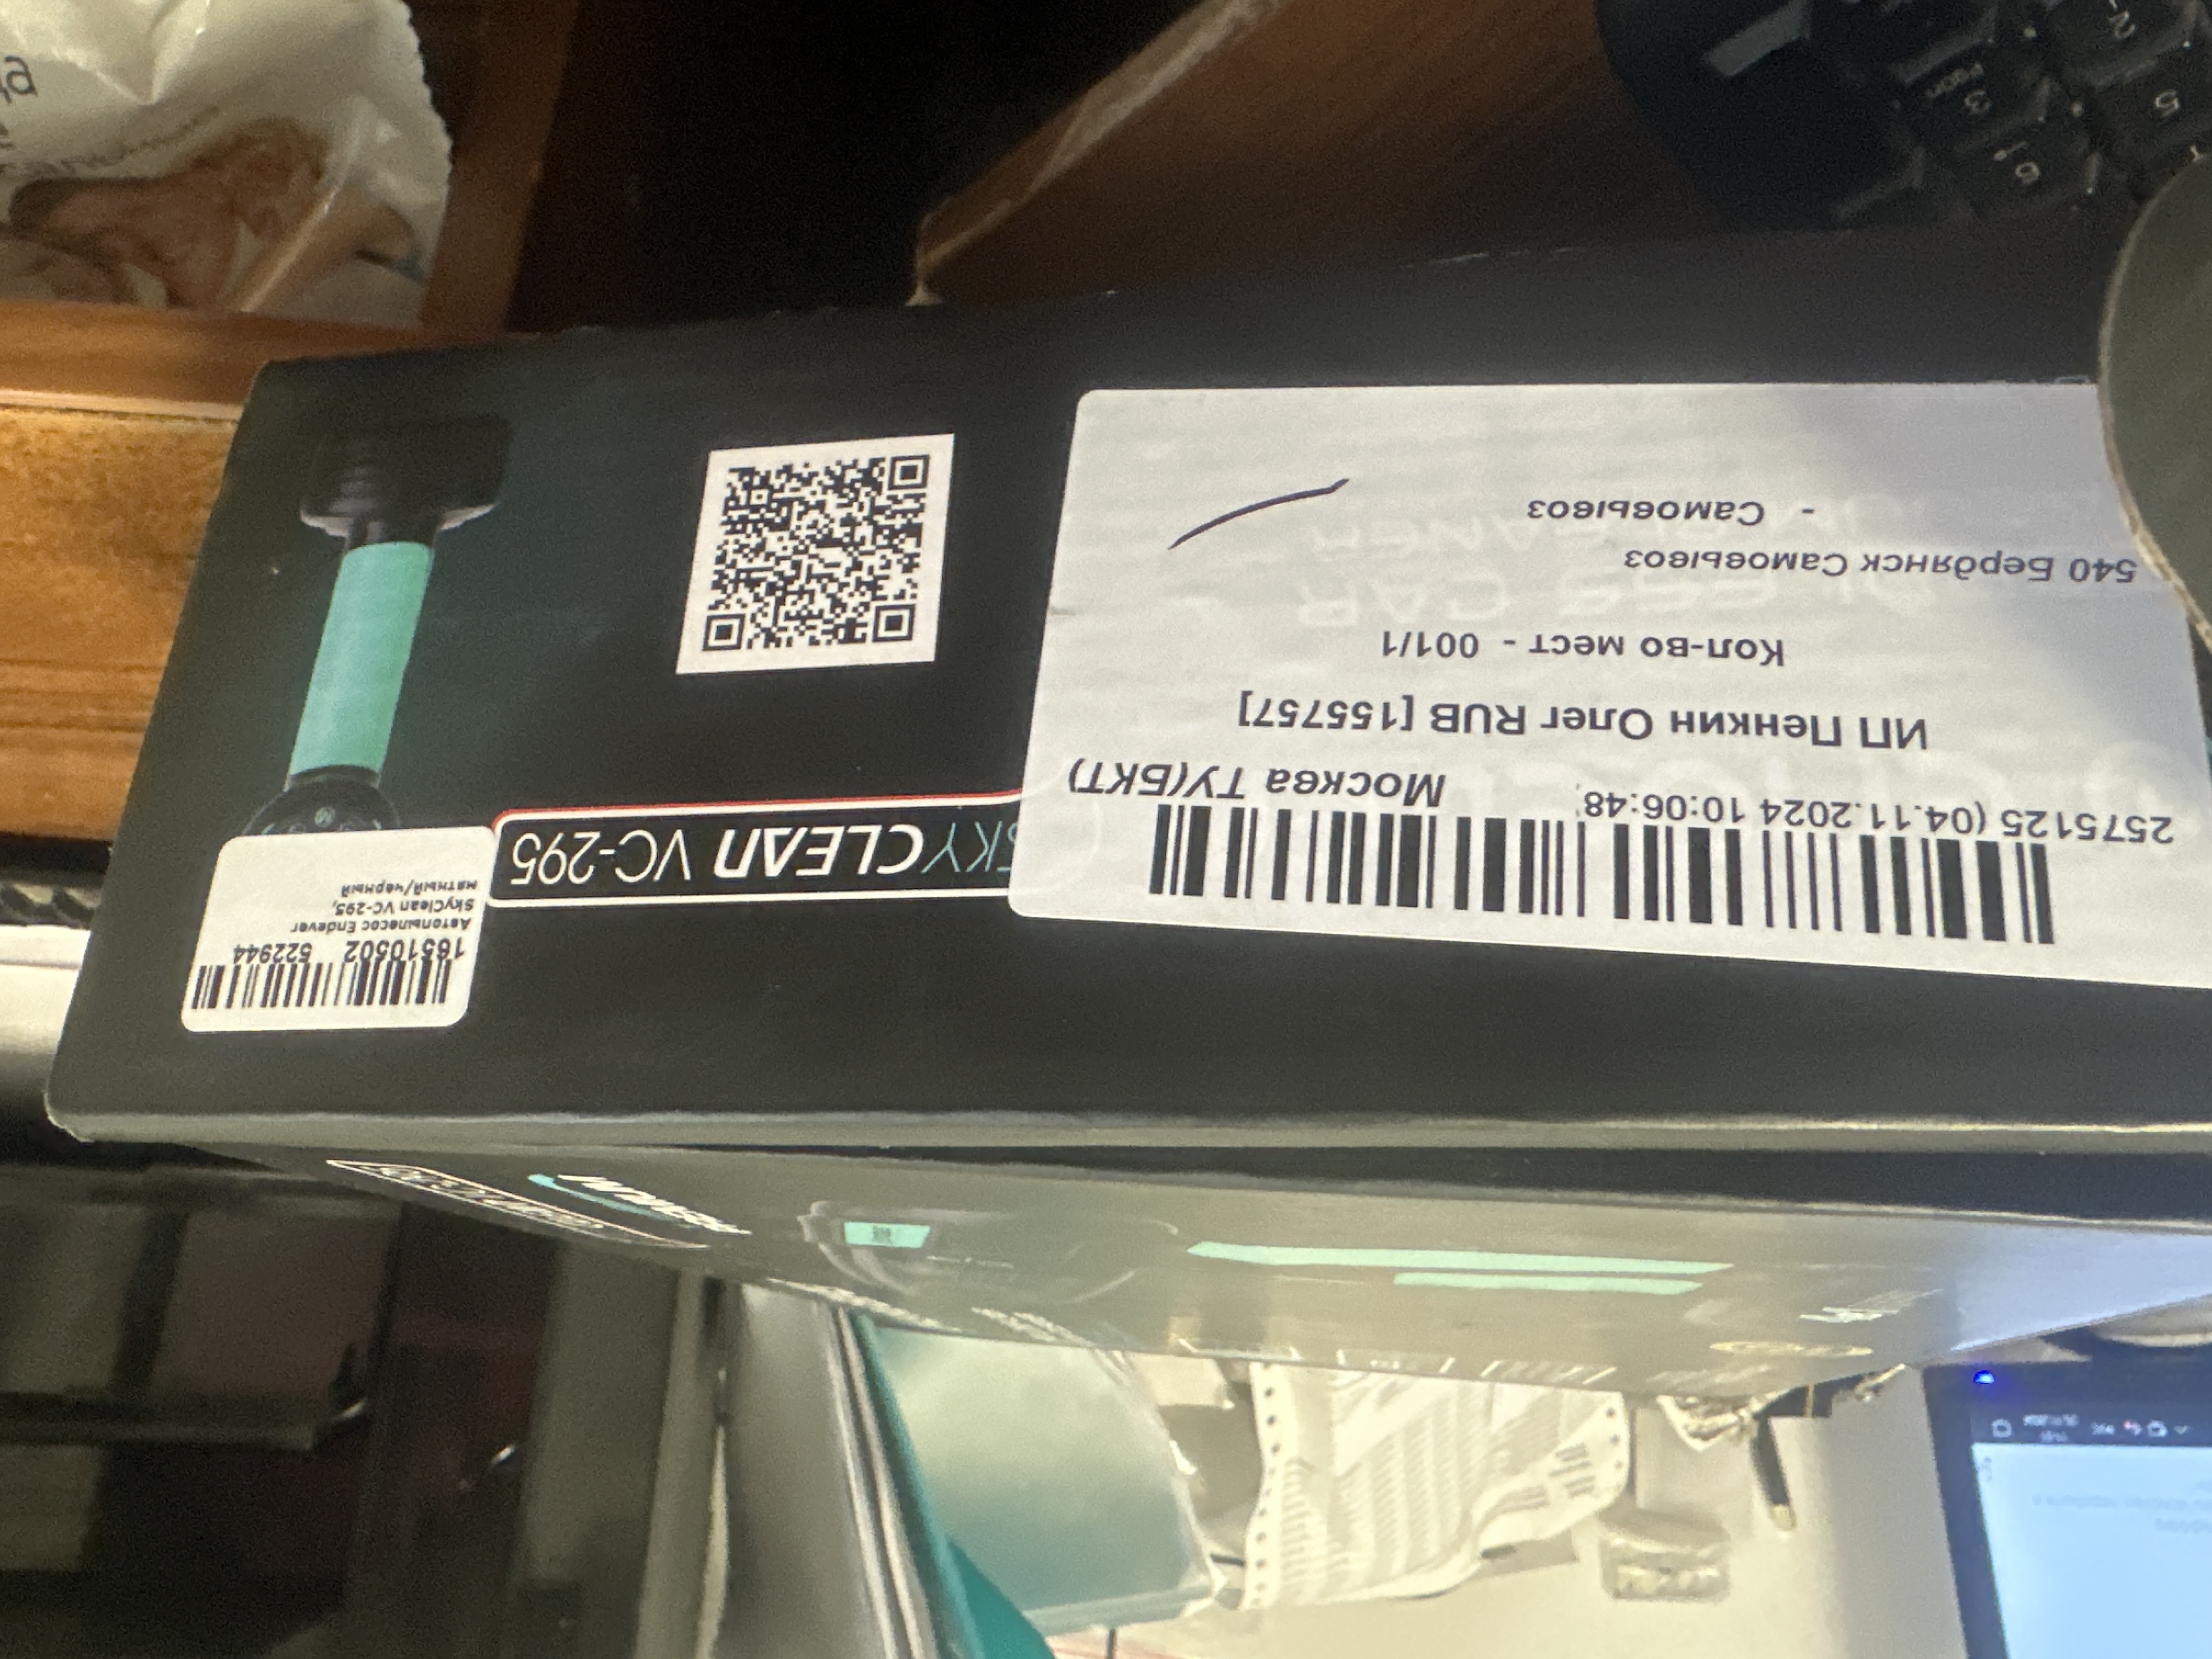 2575125 (04.11.2024 10:06:48
Москва ТУ(БКТ)
ИП Пенкин Олег RUB [155757]
Кол-во мест - 001/1
540 Бердянск Самовывоз
- Самовывоз
SKYCLEAN VC-295
16510502 522944
Автопылесос Endever
SkyClean VC-295,
мятный/черный